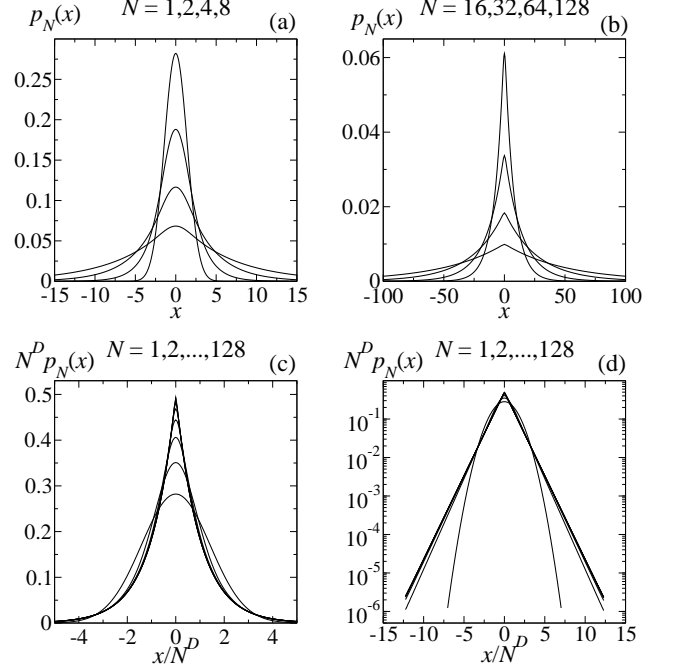 p_N(x) N = 1,2,4,8 (a)
0.25
0.2
0.15
0.1
0.05
0
-15 -10 -5 0 5 10 15
x
p_N(x) N = 16,32,64,128 (b)
0.06
0.04
0.02
0
-100 -50 0 50 100
x
N^D p_N(x) N = 1,2,...,128 (c)
0.5
0.4
0.3
0.2
0.1
0
-4 -2 0 2 4
x/N^D
N^D p_N(x) N = 1,2,...,128 (d)
10^-1
10^-2
10^-3
10^-4
10^-5
10^-6
-15 -10 -5 0 5 10 15
x/N^D